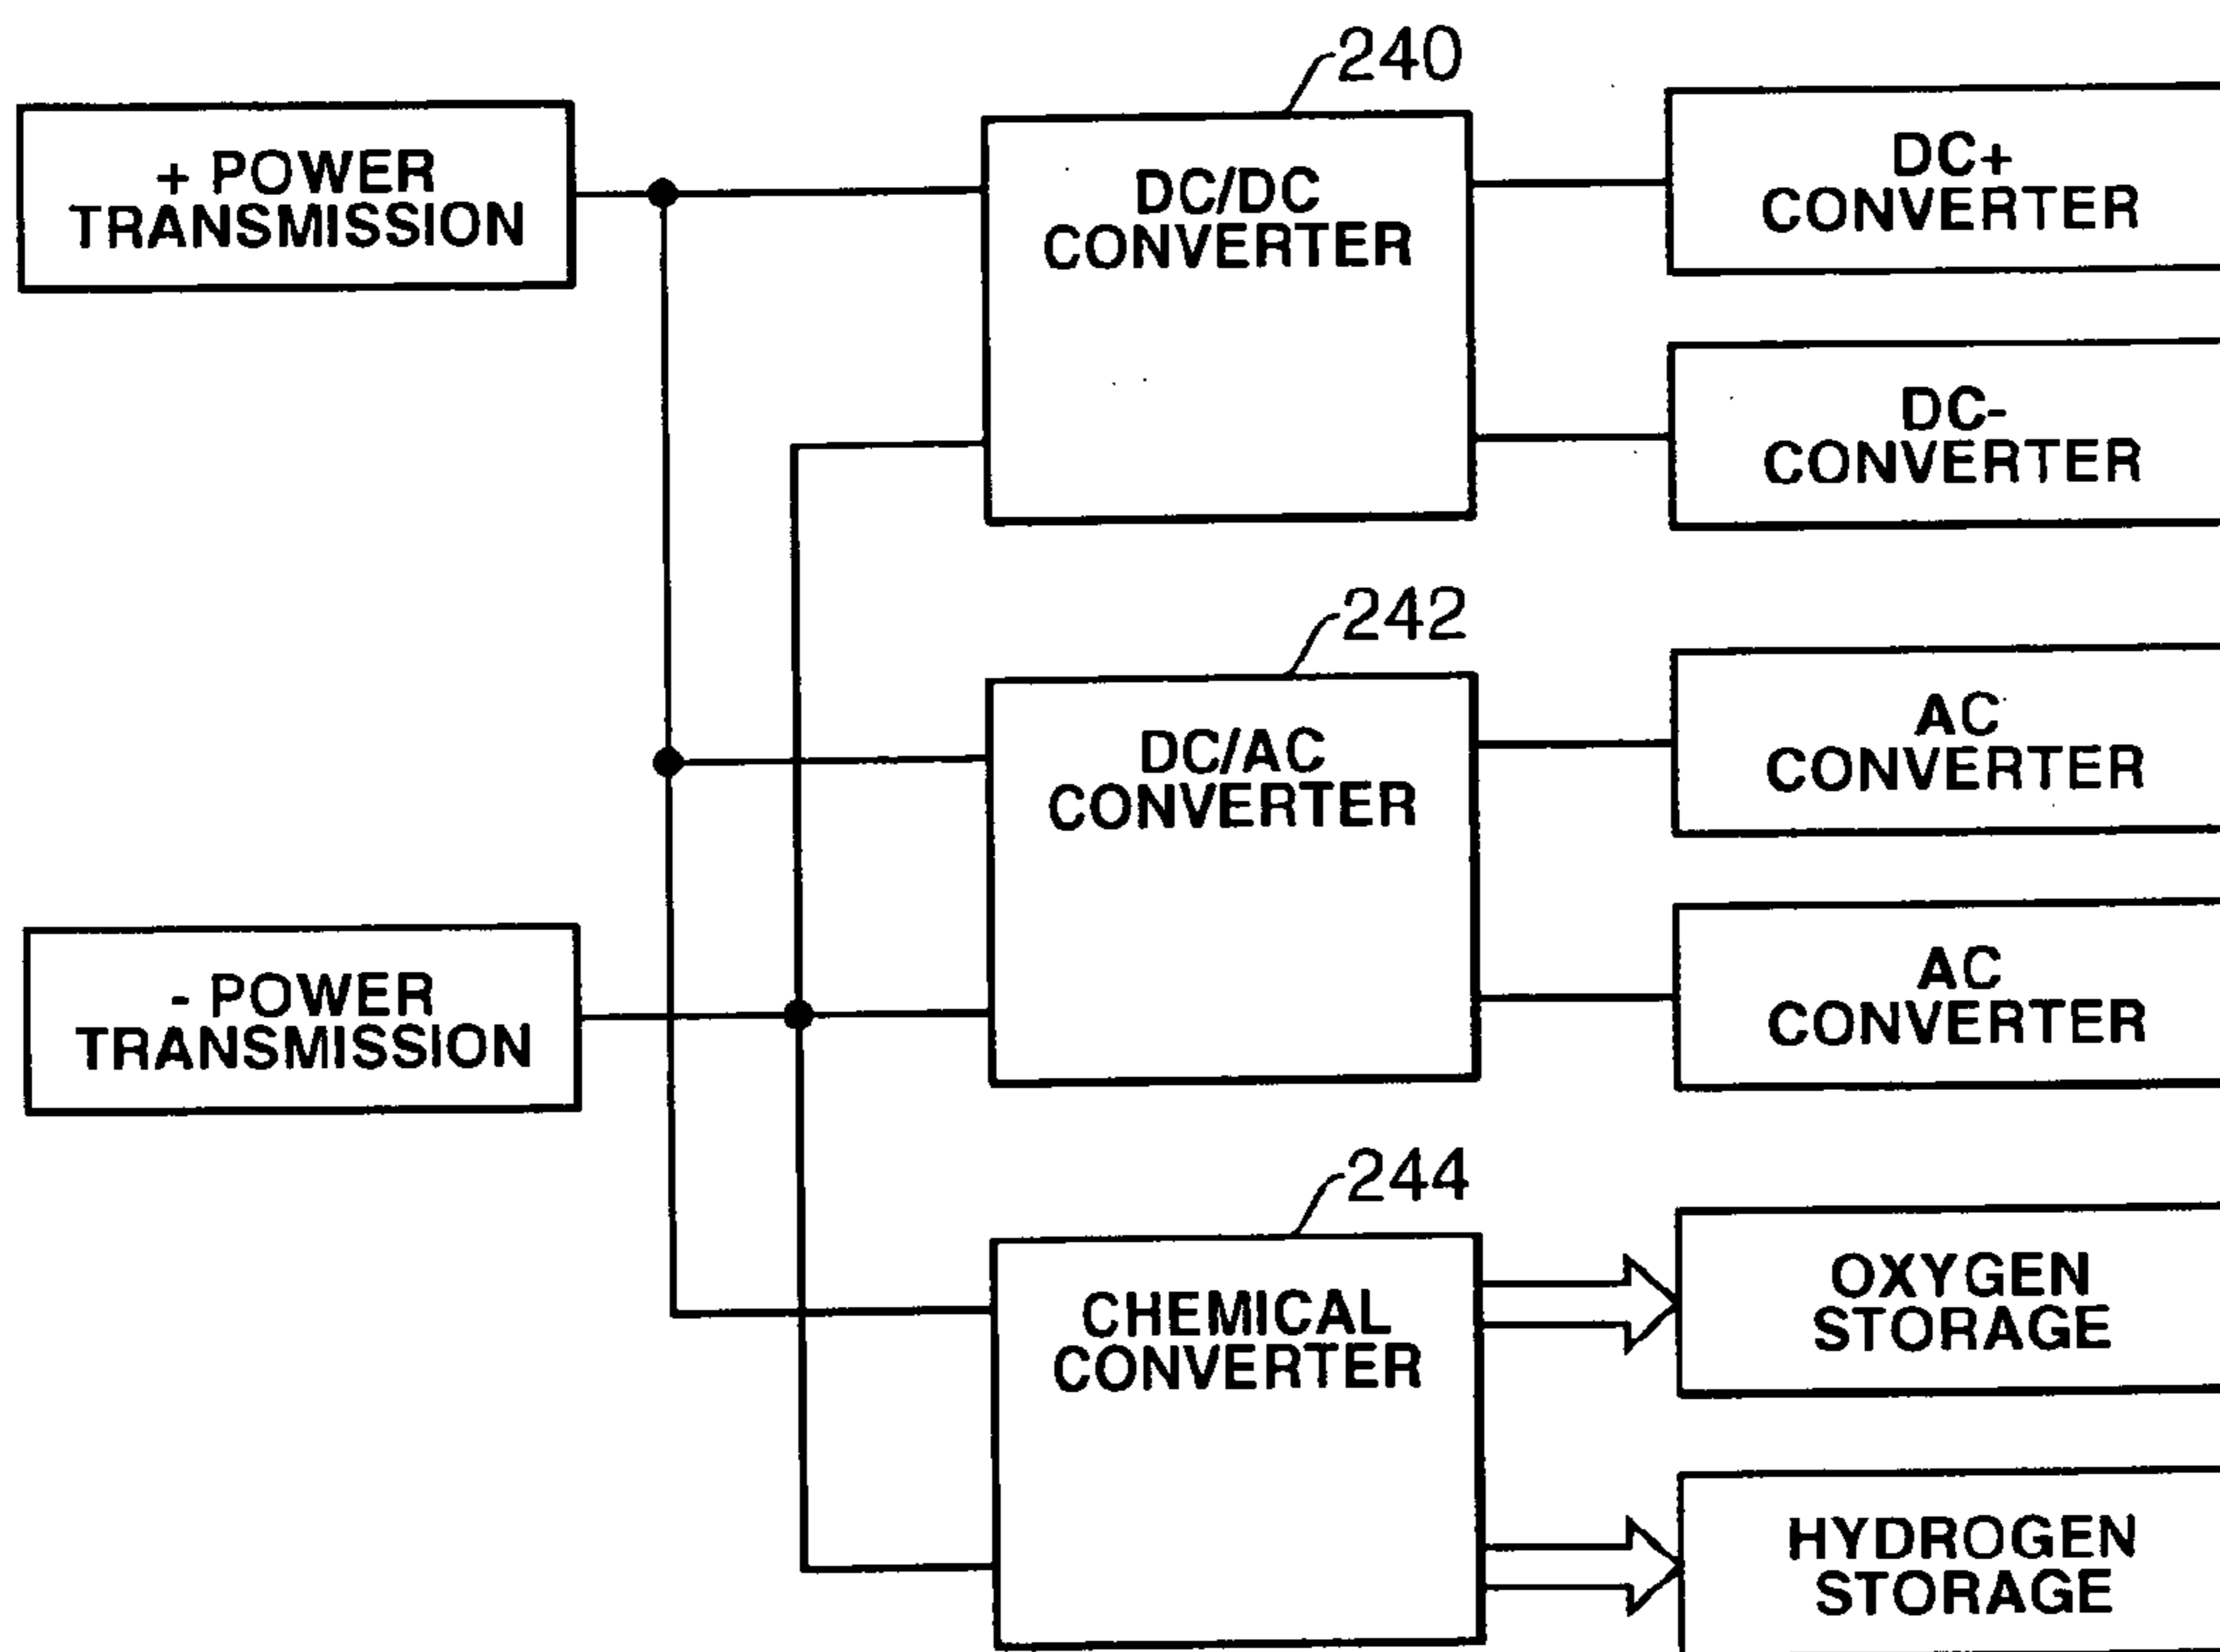 240
+ POWER
TRANSMISSION
DC/DC
CONVERTER
DC+
CONVERTER
DC-
CONVERTER
242
DC/AC
CONVERTER
AC
CONVERTER
- POWER
TRANSMISSION
AC
CONVERTER
244
CHEMICAL
CONVERTER
OXYGEN
STORAGE
HYDROGEN
STORAGE